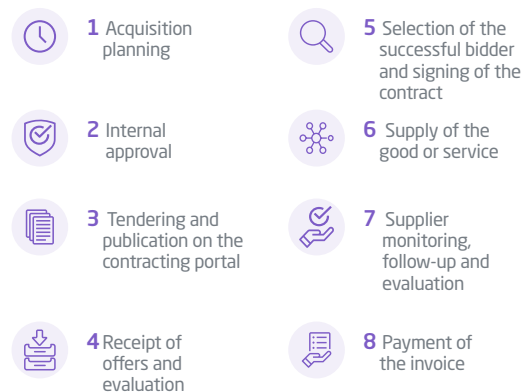 1 Acquisition
planning
2 Internal
approval
3 Tendering and
publication on the
contracting portal
4 Receipt of
offers and
evaluation
5 Selection of the
successful bidder
and signing of the
contract
6 Supply of the
good or service
7 Supplier
monitoring,
follow-up and
evaluation
8 Payment of
the invoice